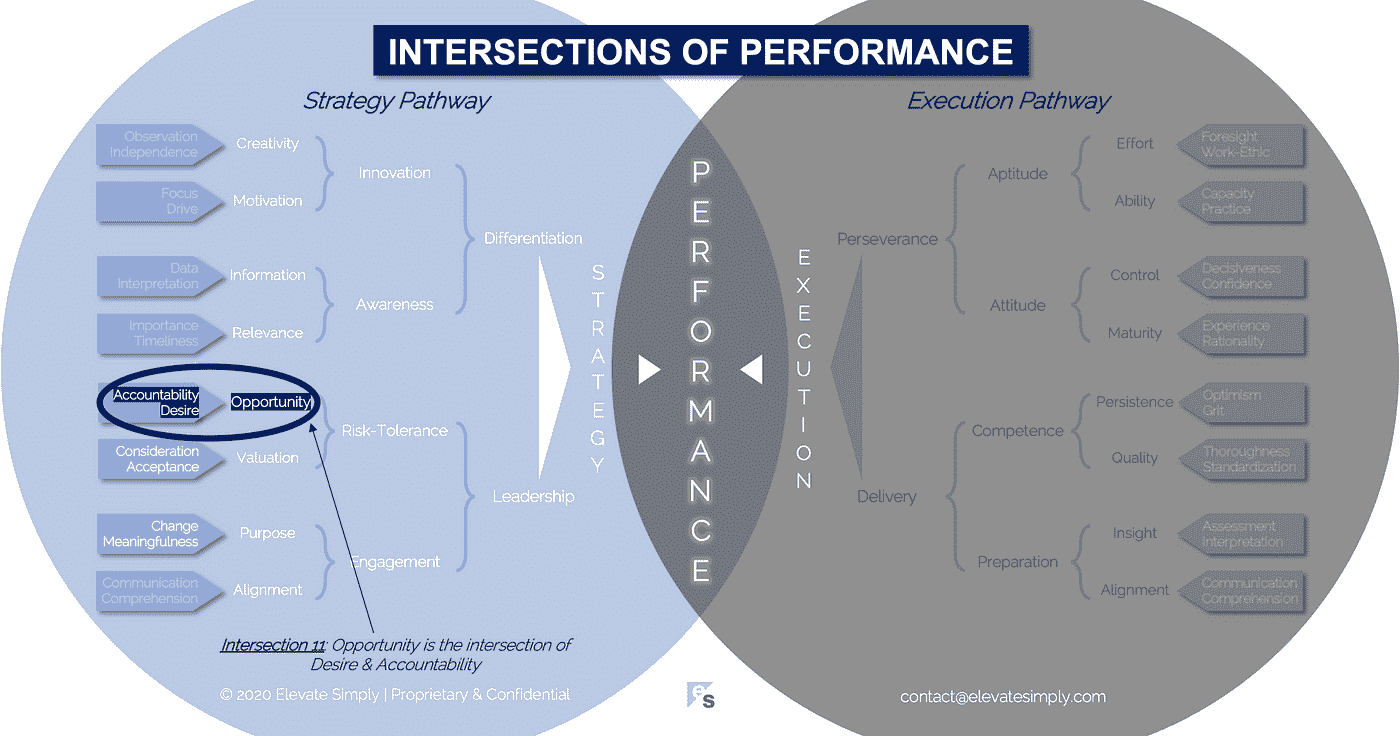 INTERSECTIONS OF PERFORMANCE
Strategy Pathway
Observation
Independence
Creativity
Focus
Drive
Motivation
Innovation
Data
Interpretation
Information
Importance
Timeliness
Relevance
Awareness
Differentiation
Accountability
Desire
Opportunity
Consideration
Acceptance
Valuation
Risk-Tolerance
Change
Meaningfulness
Purpose
Communication
Comprehension
Alignment
Engagement
Leadership
STRATEGY
PERFORMANCE
EXECUTION
Execution Pathway
Perseverance
Aptitude
Effort
Foresight
Work-Ethic
Ability
Capacity
Practice
Attitude
Control
Decisiveness
Confidence
Maturity
Experience
Rationality
Delivery
Competence
Persistence
Optimism
Grit
Quality
Thoroughness
Standardization
Preparation
Insight
Assessment
Interpretation
Alignment
Communication
Comprehension
Intersection 11: Opportunity is the intersection of
Desire & Accountability
© 2020 Elevate Simply | Proprietary & Confidential
es
contact@elevatesimply.com